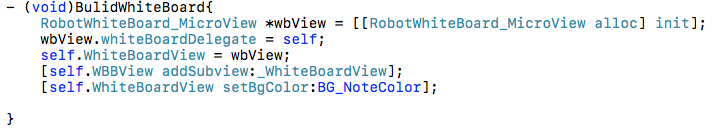 - (void)BulidWhiteBoard{
    RobotWhiteBoard_MicroView *wbView = [[RobotWhiteBoard_MicroView alloc] init];
    wbView.whiteBoardDelegate = self;
    self.WhiteBoardView = wbView;
    [self.WBBView addSubview:_WhiteBoardView];
    [self.WhiteBoardView setBgColor:BG_NoteColor];
}